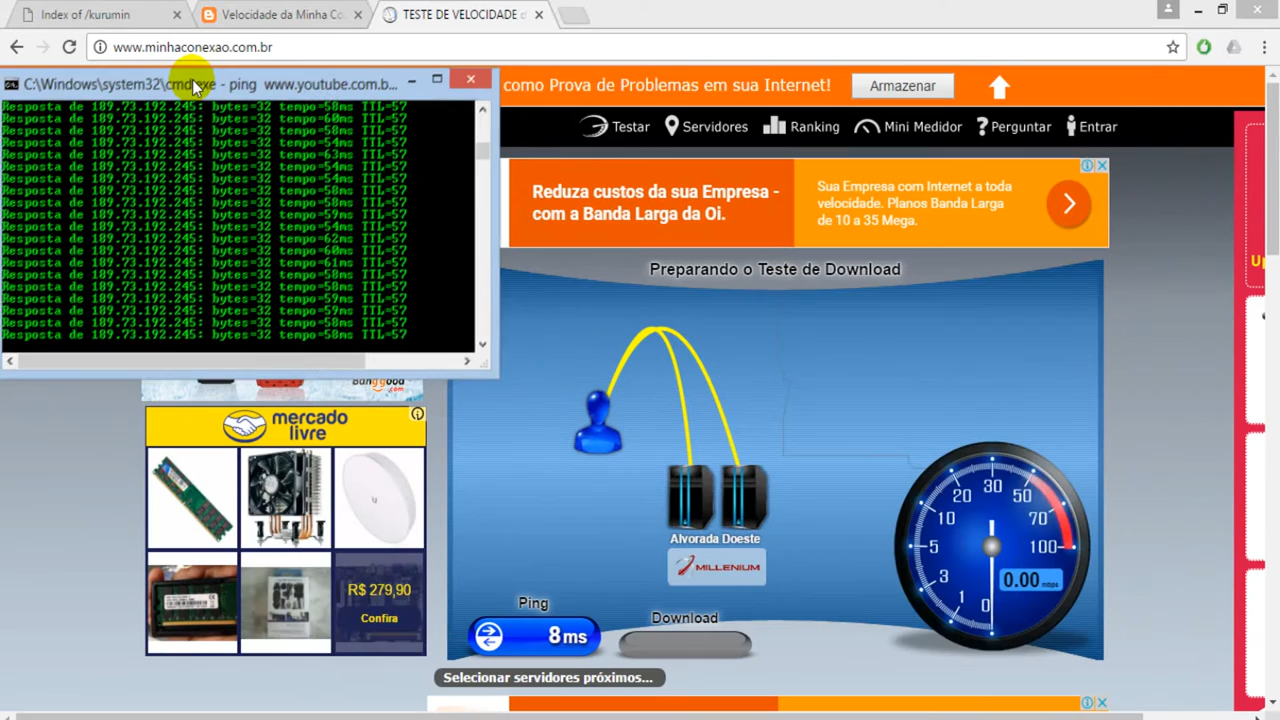 Index of /kurumin
Velocidade da Minha Co
TESTE DE VELOCIDADE
www.minhaconexao.com.br
C:\Windows\system32\cmd.exe - ping www.youtube.com.b...
como Prova de Problemas em sua Internet!
Armazenar
Testar
Servidores
Ranking
Mini Medidor
Perguntar
Entrar
Resposta de 189.73.192.245: bytes=32 tempo=58ms TTL=57
Resposta de 189.73.192.245: bytes=32 tempo=60ms TTL=57
Resposta de 189.73.192.245: bytes=32 tempo=58ms TTL=57
Resposta de 189.73.192.245: bytes=32 tempo=54ms TTL=57
Resposta de 189.73.192.245: bytes=32 tempo=63ms TTL=57
Resposta de 189.73.192.245: bytes=32 tempo=54ms TTL=57
Resposta de 189.73.192.245: bytes=32 tempo=54ms TTL=57
Resposta de 189.73.192.245: bytes=32 tempo=58ms TTL=57
Resposta de 189.73.192.245: bytes=32 tempo=58ms TTL=57
Resposta de 189.73.192.245: bytes=32 tempo=59ms TTL=57
Resposta de 189.73.192.245: bytes=32 tempo=54ms TTL=57
Resposta de 189.73.192.245: bytes=32 tempo=62ms TTL=57
Resposta de 189.73.192.245: bytes=32 tempo=60ms TTL=57
Resposta de 189.73.192.245: bytes=32 tempo=61ms TTL=57
Resposta de 189.73.192.245: bytes=32 tempo=58ms TTL=57
Resposta de 189.73.192.245: bytes=32 tempo=58ms TTL=57
Resposta de 189.73.192.245: bytes=32 tempo=59ms TTL=57
Resposta de 189.73.192.245: bytes=32 tempo=59ms TTL=57
Resposta de 189.73.192.245: bytes=32 tempo=58ms TTL=57
Resposta de 189.73.192.245: bytes=32 tempo=58ms TTL=57
Reduza custos da sua Empresa -
com a Banda Larga da Oi.
Sua Empresa com Internet a toda
velocidade. Planos Banda Larga
de 10 a 35 Mega.
Up
Preparando o Teste de Download
banggood
.com
mercado
livre
R$ 279,90
Confira
Alvorada Doeste
MILLENIUM
0
1
3
5
10
20
30
50
70
100
0.00 mbps
Ping
8 ms
Download
Selecionar servidores próximos...